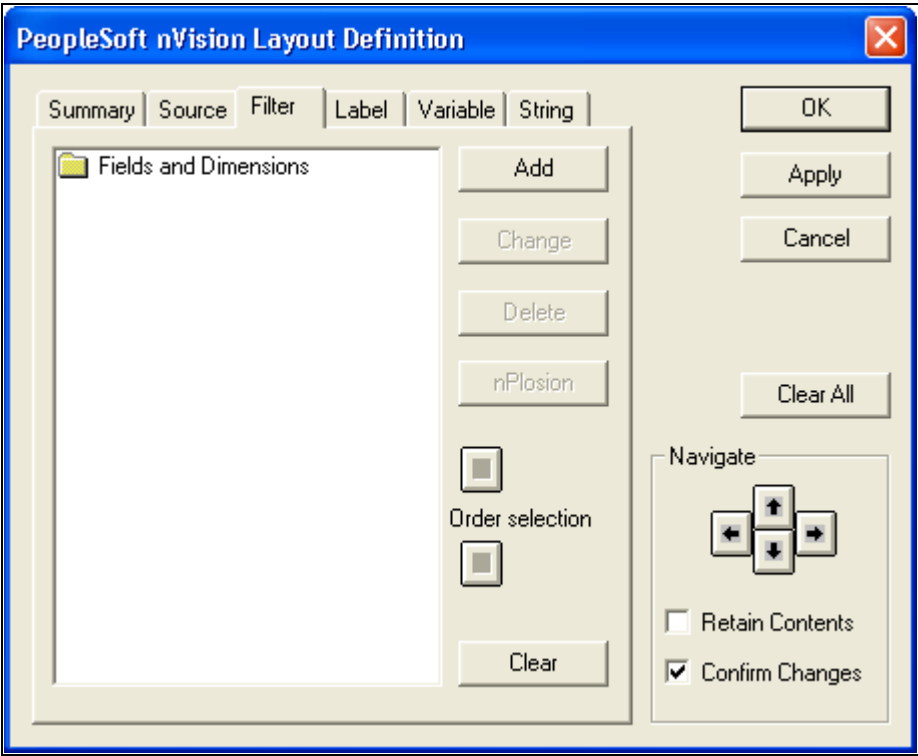 PeopleSoft nVision Layout Definition
Summary Source Filter Label Variable String
OK
Fields and Dimensions
Add
Apply
Change
Cancel
Delete
nPlosion
Clear All
Navigate
Order selection
Retain Contents
Clear
Confirm Changes